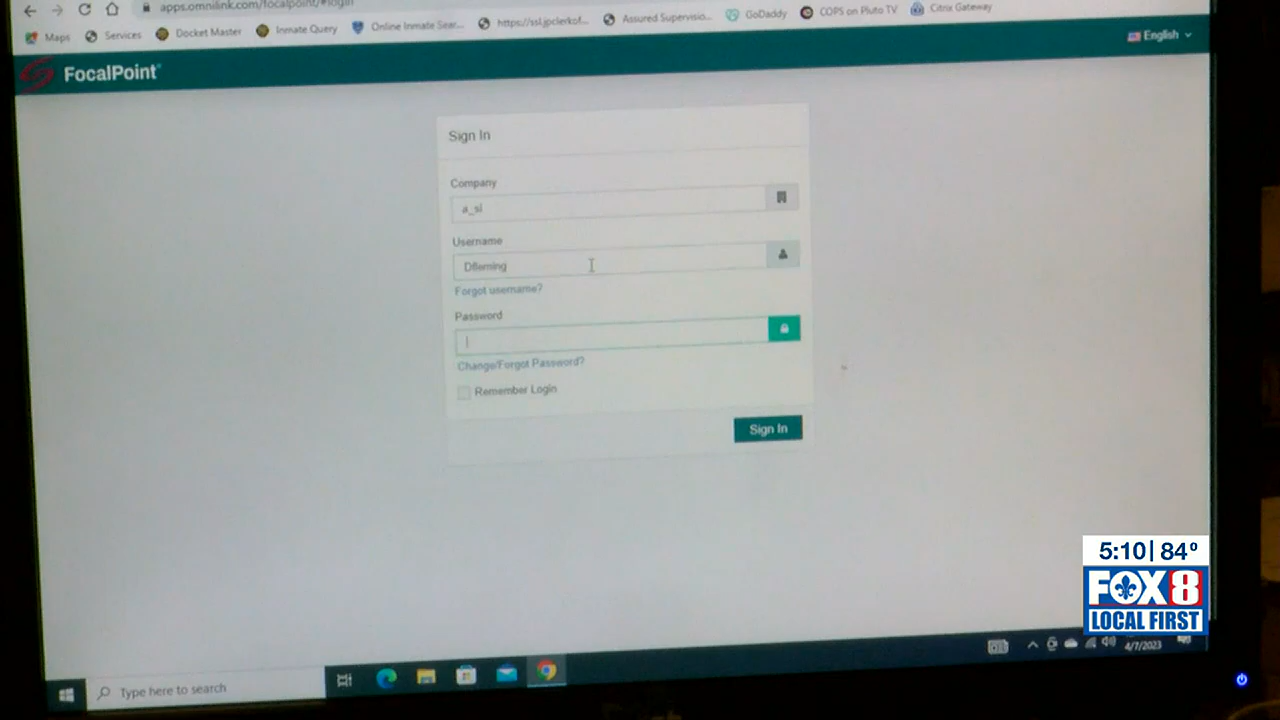 apps.omnilink.com/focalpoint/#login
Maps Services Docket Master Inmate Query Online Inmate Sear... https://ssl.jpclerkof... Assured Supervisio... GoDaddy COPS on Pluto TV Citrix Gateway
FocalPoint English
Sign In
Company
a_si
Username
Dfleming
Forgot username?
Password
Change/Forgot Password?
Remember Login
Sign In
5:10 | 84º
FOX 8
LOCAL FIRST
Type here to search
4/7/2023